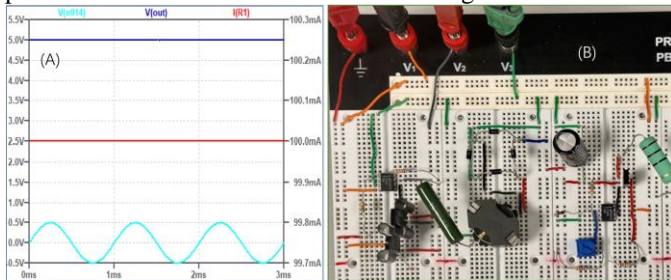 V(n014) V(out) I(R1)
5.5V 100.3mA
5.0V
(A)
4.5V 100.2mA
4.0V
3.5V 100.1mA
3.0V
2.5V 100.0mA
2.0V
1.5V 99.9mA
1.0V
0.5V 99.8mA
0.0V
0.5V 99.7mA
0ms 1ms 2ms 3ms
(B)
PR
V1 V2 V3
PB